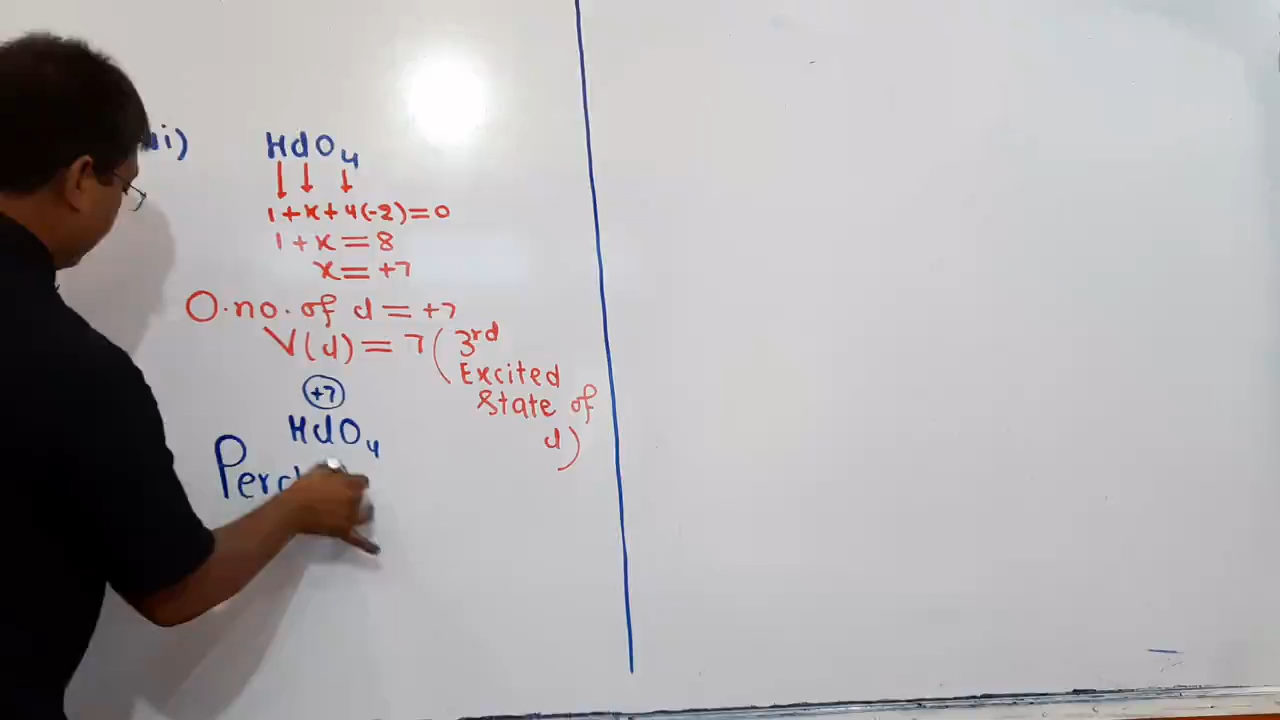 HClO₄
1+x+4(-2)=0
1+x=8
x=+7
O.no. of Cl=+7
V(Cl)=7 (3rd
Excited
State of
Cl)
+7
HClO₄
Perch